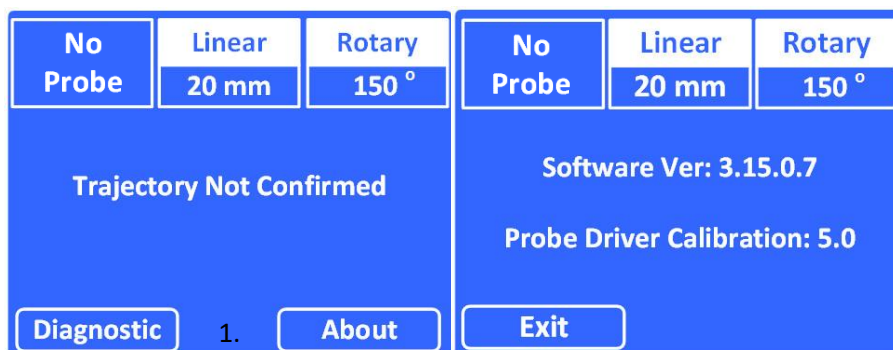 No Probe
Linear
20 mm
Rotary
150 °
Trajectory Not Confirmed
Diagnostic
1.
About
No Probe
Linear
20 mm
Rotary
150 °
Software Ver: 3.15.0.7
Probe Driver Calibration: 5.0
Exit